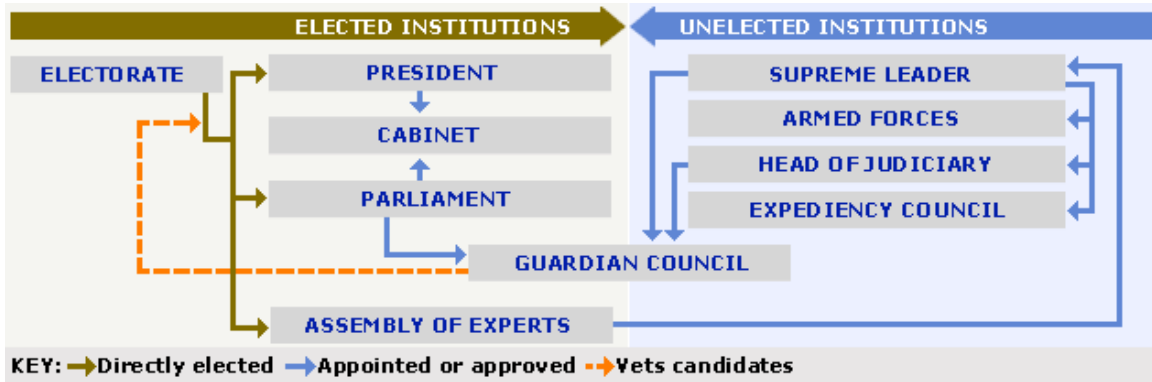 ELECTED INSTITUTIONS
UNELECTED INSTITUTIONS
ELECTORATE
PRESIDENT
SUPREME LEADER
ARMED FORCES
CABINET
HEAD OF JUDICIARY
PARLIAMENT
EXPEDIENCY COUNCIL
GUARDIAN COUNCIL
ASSEMBLY OF EXPERTS
KEY: Directly elected Appointed or approved Vets candidates